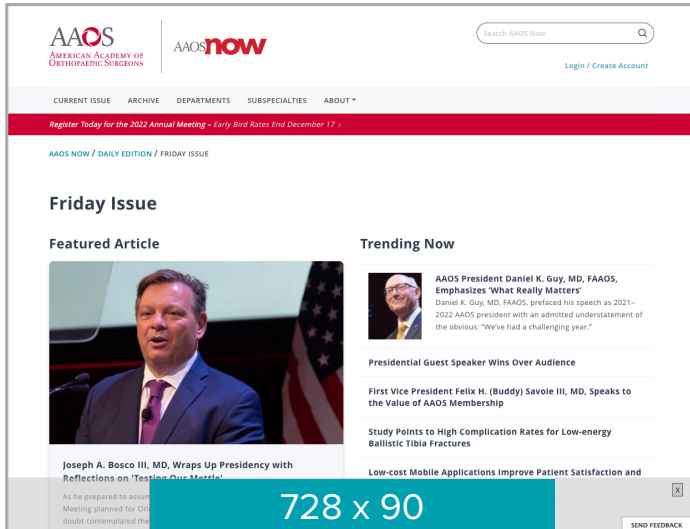 AAOS
AMERICAN ACADEMY OF
ORTHOPAEDIC SURGEONS
AAOSnow
Search AAOS Now
Login / Create Account
CURRENT ISSUE ARCHIVE DEPARTMENTS SUBSPECIALTIES ABOUT
Register Today for the 2022 Annual Meeting – Early Bird Rates End December 17 ›
AAOS NOW / DAILY EDITION / FRIDAY ISSUE
Friday Issue
Featured Article
Joseph A. Bosco III, MD, Wraps Up Presidency with
Reflections on 'Testing Our Mettle'
As he prepared to
Meeting planned for
doubt contemplated the
Trending Now
AAOS President Daniel K. Guy, MD, FAAOS,
Emphasizes ‘What Really Matters’
Daniel K. Guy, MD, FAAOS, prefaced his speech as 2021–
2022 AAOS president with an admitted understatement of
the obvious: “We’ve had a challenging year.”
Presidential Guest Speaker Wins Over Audience
First Vice President Felix H. (Buddy) Savoie III, MD, Speaks to
the Value of AAOS Membership
Study Points to High Complication Rates for Low-energy
Ballistic Tibia Fractures
Low-cost Mobile Applications Improve Patient Satisfaction and
728 x 90
X
SEND FEEDBACK